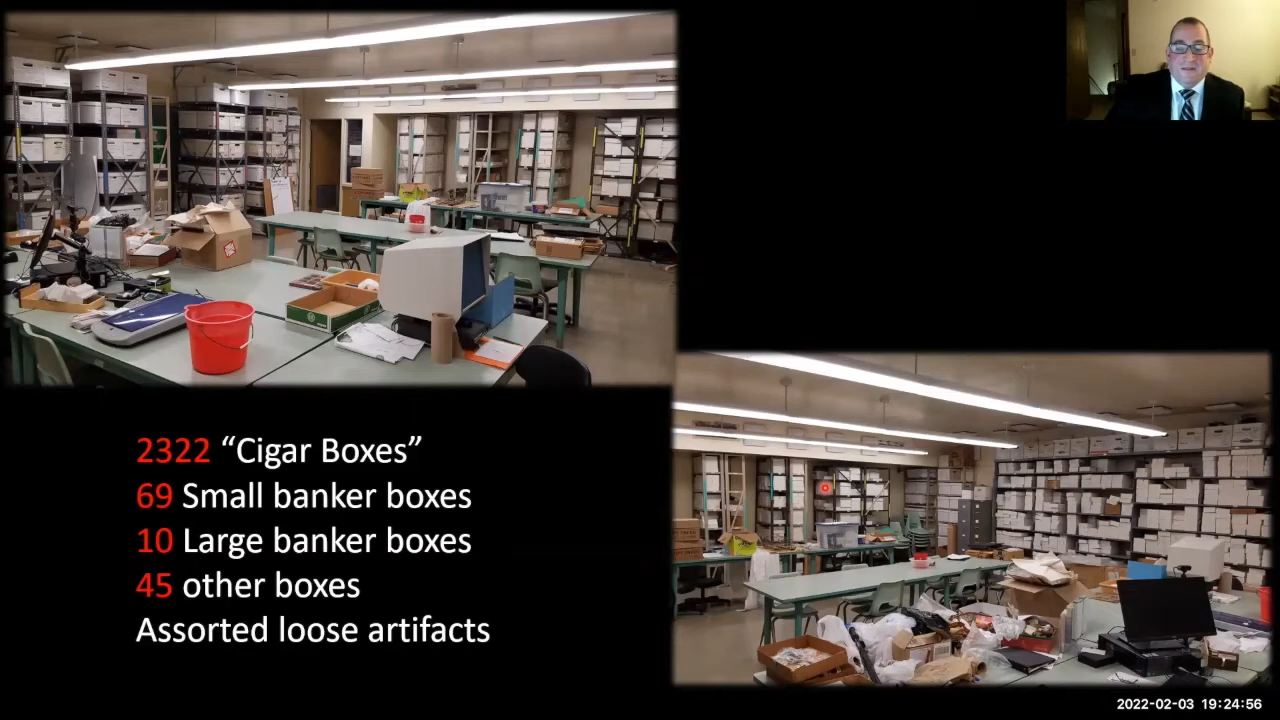 2322 “Cigar Boxes”
69 Small banker boxes
10 Large banker boxes
45 other boxes
Assorted loose artifacts
2022-02-03 19:24:56